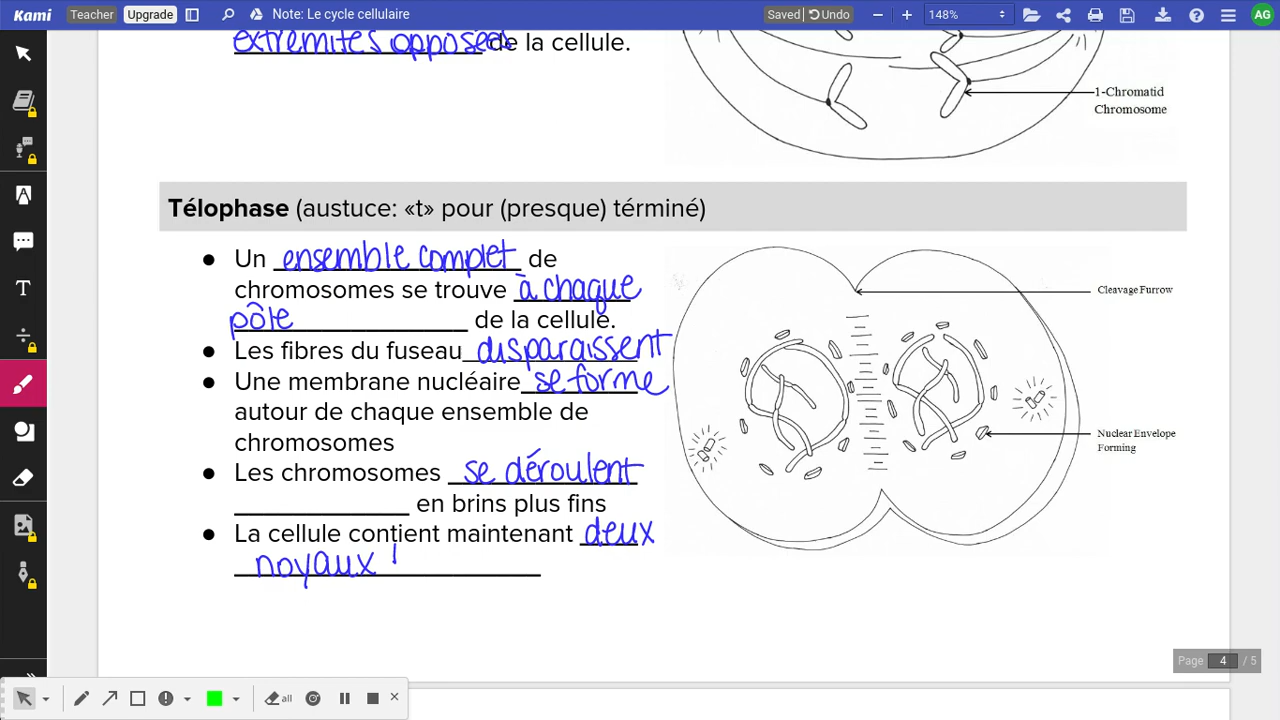 Kami Teacher Upgrade Note: Le cycle cellulaire Saved Undo 148% AG
extrémités opposées de la cellule.
1-Chromatid
Chromosome
Télophase (austuce: «t» pour (presque) términé)
Un ensemble complet de
chromosomes se trouve à chaque
pôle de la cellule.
Les fibres du fuseau disparaissent
Une membrane nucléaire se forme
autour de chaque ensemble de
chromosomes
Les chromosomes se déroulent
en brins plus fins
La cellule contient maintenant deux
noyaux !
Cleavage Furrow
Nuclear Envelope
Forming
Page 4 / 5
all